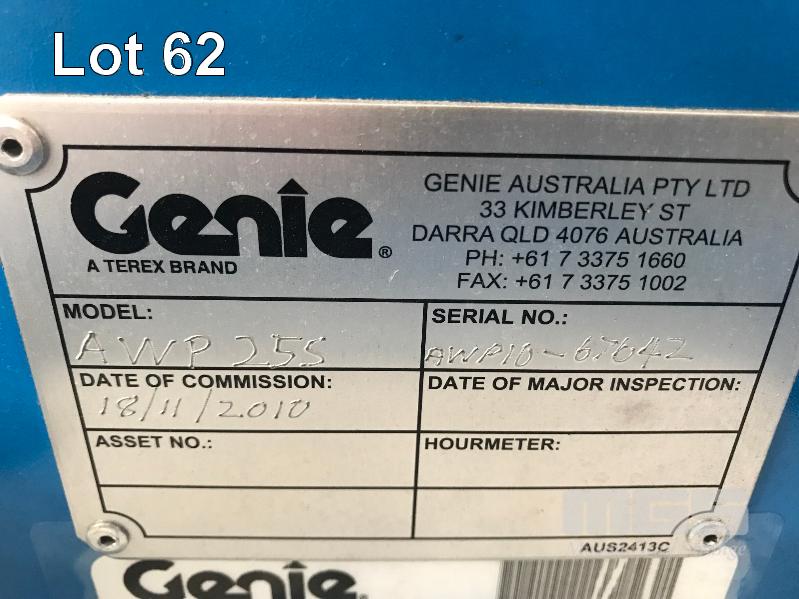 Lot 62
Genie®
A TEREX BRAND
GENIE AUSTRALIA PTY LTD
33 KIMBERLEY ST
DARRA QLD 4076 AUSTRALIA
PH: +61 7 3375 1660
FAX: +61 7 3375 1002
MODEL:
AWP 25S
SERIAL NO.:
AWP10-67642
DATE OF COMMISSION:
18/11/2010
DATE OF MAJOR INSPECTION:
ASSET NO.:
HOURMETER:
AUS2413C
Genie